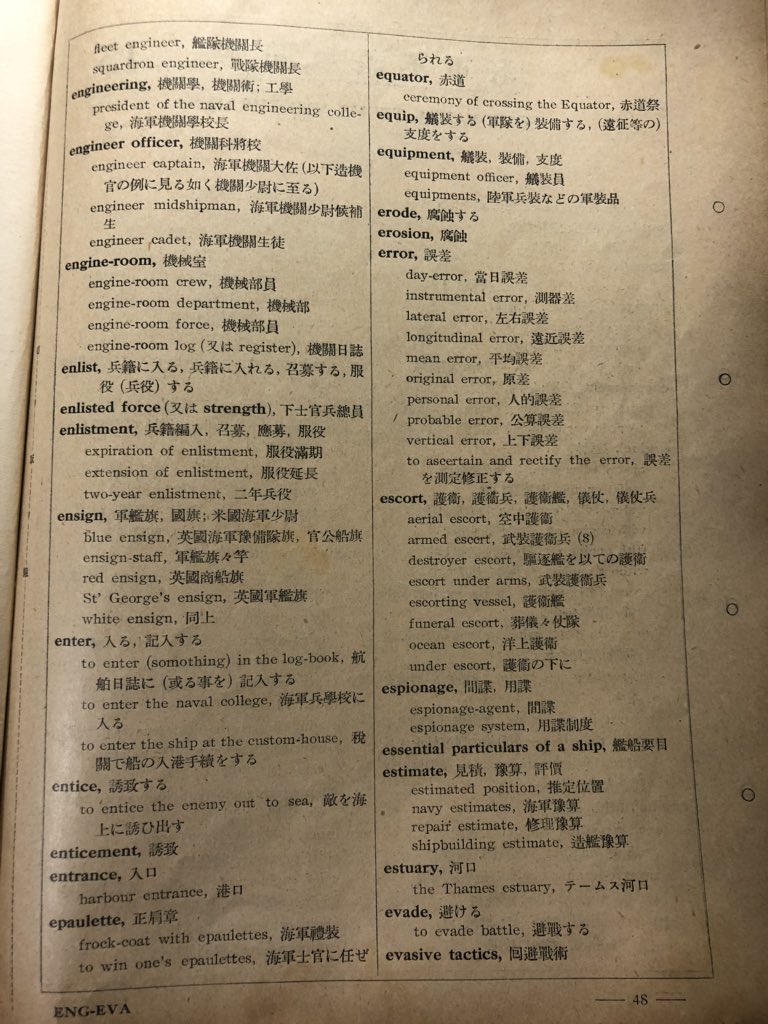 fleet engineer, 艦隊機關長
squardron engineer, 戰隊機關長
engineering, 機關學, 機關術; 工學
president of the naval engineering colle-
ge, 海軍機關學校長
engineer officer, 機關科將校
engineer captain, 海軍機關大佐 (以下造機
官の例に見る如く機關少尉に至る)
engineer midshipman, 海軍機關少尉候補
生
engineer cadet, 海軍機關生徒
engine-room, 機械室
engine-room crew, 機械部員
engine-room department, 機械部
engine-room force, 機械部員
engine-room log (又は register), 機關日誌
enlist, 兵籍に入る, 兵籍に入れる, 召募する, 服
役 (兵役) する
enlisted force (又は strength), 下士官兵總員
enlistment, 兵籍編入, 召募, 應募, 服役
expiration of enlistment, 服役滿期
extension of enlistment, 服役延長
two-year enlistment, 二年兵役
ensign, 軍艦旗, 國旗; 米國海軍少尉
blue ensign, 英國海軍豫備隊旗, 官公船旗
ensign-staff, 軍艦旗々竿
red ensign, 英國商船旗
St' George's ensign, 英國軍艦旗
white ensign, 同上
enter, 入る, 記入する
to enter (somothing) in the log-book, 航
舶日誌に (或る事を) 記入する
to enter the naval college, 海軍兵學校に
入る
to enter the ship at the custom-house, 稅
關で船の入港手續をする
entice, 誘致する
to entice the enemy out to sea, 敵を海
上に誘ひ出す
enticement, 誘致
entrance, 入口
harbour entrance, 港口
epaulette, 正肩章
frock-coat with epaulettes, 海軍禮裝
to win one's epaulettes, 海軍士官に任ぜ
られる
equator, 赤道
ceremony of crossing the Equator, 赤道祭
equip, 艤裝する (軍隊を) 裝備する, (遠征等の)
支度をする
equipment, 艤裝, 裝備, 支度
equipment officer, 艤裝員
equipments, 陸軍兵裝などの軍裝品
erode, 腐蝕する
erosion, 腐蝕
error, 誤差
day-error, 當日誤差
instrumental error, 測器差
lateral error, 左右誤差
longitudinal error, 遠近誤差
mean error, 平均誤差
original error, 原差
personal error, 人的誤差
probable error, 公算誤差
vertical error, 上下誤差
to ascertain and rectify the error, 誤差
を測定修正する
escort, 護衞, 護衞兵, 護衞艦, 儀仗, 儀仗兵
aerial escort, 空中護衞
armed escert, 武裝護衞兵 (8)
destroyer escort, 驅逐艦を以ての護衞
escort under arms, 武裝護衞兵
escorting vessel, 護衞艦
funeral escort, 葬儀々仗隊
ocean escort, 洋上護衞
under escort, 護衞の下に
espionage, 間諜, 用諜
espionage-agent, 間諜
espionage system, 用諜制度
essential particulars of a ship, 艦船要目
estimate, 見積, 豫算, 評價
estimated position, 推定位置
navy estimates, 海軍豫算
repair estimate, 修理豫算
shipbuilding estimate, 造艦豫算
estuary, 河口
the Thames estuary, テームス河口
evade, 避ける
to evade battle, 避戰する
evasive tactics, 囘避戰術
ENG-EVA
— 48 —